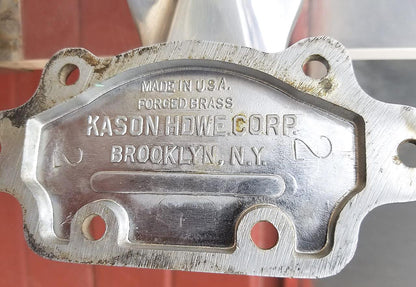 MADE IN U.S.A.
FORGED BRASS
KASON HDWE. CORP.
2 BROOKLYN, N.Y. 2